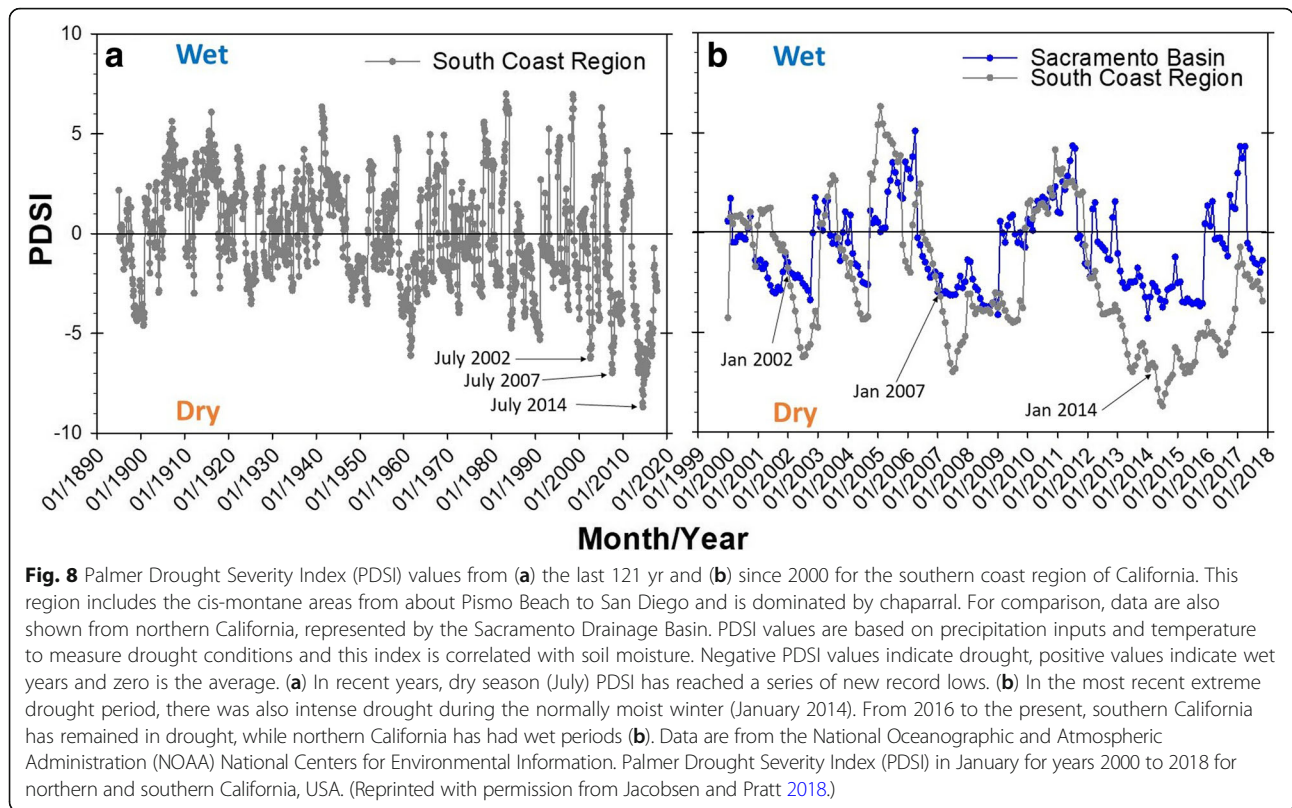 a
Wet
South Coast Region
10
5
0
-5
-10
PDSI
July 2002
July 2007
July 2014
Dry
01/1890
01/1900
01/1910
01/1920
01/1930
01/1940
01/1950
01/1960
01/1970
01/1980
01/1990
01/2000
01/2010
01/2020
b
Wet
Sacramento Basin
South Coast Region
Jan 2002
Jan 2007
Jan 2014
Dry
01/1999
01/2000
01/2001
01/2002
01/2003
01/2004
01/2005
01/2006
01/2007
01/2008
01/2009
01/2010
01/2011
01/2012
01/2013
01/2014
01/2015
01/2016
01/2017
01/2018
Month/Year
Fig. 8 Palmer Drought Severity Index (PDSI) values from (a) the last 121 yr and (b) since 2000 for the southern coast region of California. This
region includes the cis-montane areas from about Pismo Beach to San Diego and is dominated by chaparral. For comparison, data are also
shown from northern California, represented by the Sacramento Drainage Basin. PDSI values are based on precipitation inputs and temperature
to measure drought conditions and this index is correlated with soil moisture. Negative PDSI values indicate drought, positive values indicate wet
years and zero is the average. (a) In recent years, dry season (July) PDSI has reached a series of new record lows. (b) In the most recent extreme
drought period, there was also intense drought during the normally moist winter (January 2014). From 2016 to the present, southern California
has remained in drought, while northern California has had wet periods (b). Data are from the National Oceanographic and Atmospheric
Administration (NOAA) National Centers for Environmental Information. Palmer Drought Severity Index (PDSI) in January for years 2000 to 2018 for
northern and southern California, USA. (Reprinted with permission from Jacobsen and Pratt 2018.)